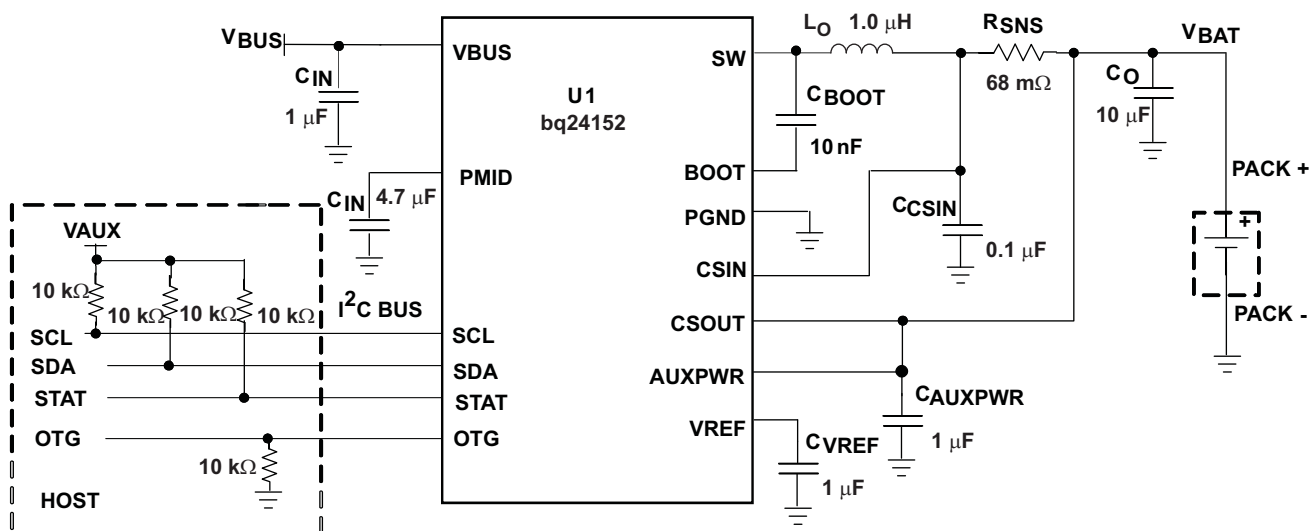 VBUS
CIN
1 μF
VBUS
PMID
CIN
4.7 μF
U1
bq24152
SW
BOOT
PGND
CSIN
CSOUT
AUXPWR
VREF
LO 1.0 μH
RSNS
68 mΩ
CBOOT
10 nF
CCSIN
0.1 μF
VBAT
CO
10 μF
PACK +
+
PACK -
CAUXPWR
1 μF
CVREF
1 μF
VAUX
10 kΩ
10 kΩ
10 kΩ
I2C BUS
SCL
SCL
SDA
SDA
STAT
STAT
OTG
OTG
10 kΩ
HOST